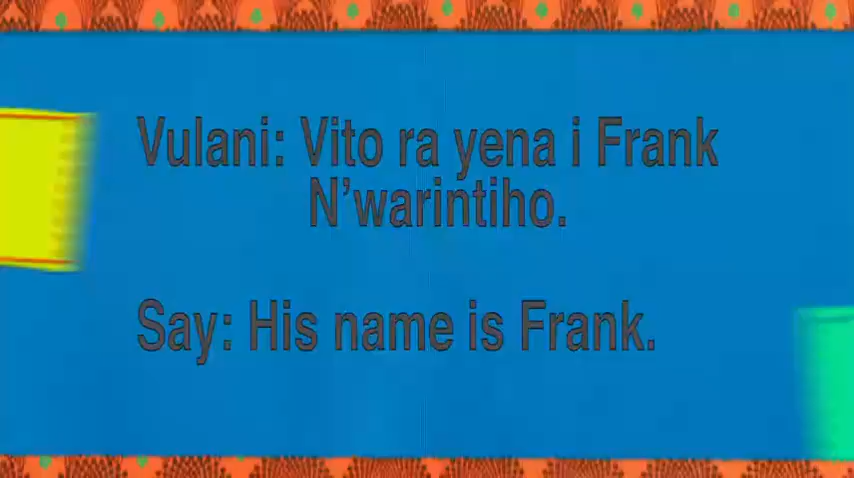 Vulani: Vito ra yena i Frank
N’warintiho.
Say: His name is Frank.